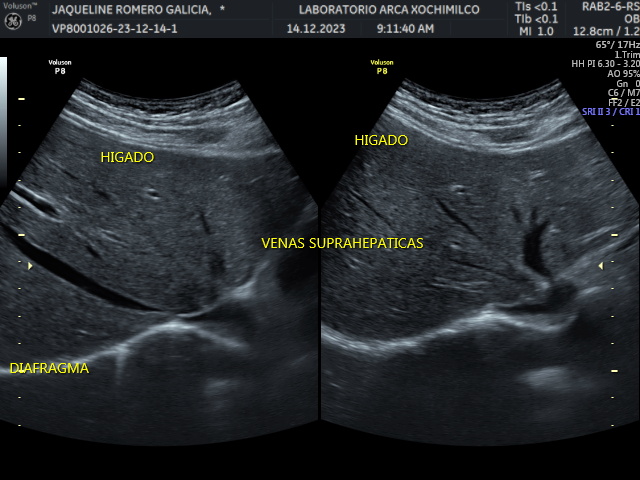 Voluson™
P8
JAQUELINE ROMERO GALICIA, *
VP8001026-23-12-14-1
LABORATORIO ARCA XOCHIMILCO
14.12.2023
9:11:40 AM
TIs <0.1
TIb <0.1
MI 1.0
RAB2-6-RS
OB
12.8cm / 1.2
65°/ 17Hz
1.Trim
HH PI 6.30 - 3.20
AO 95%
Gn 0
C6 / M7
FF2 / E2
SRI II 3 / CRI 1
Voluson
P8
Voluson
P8
HIGADO
HIGADO
VENAS SUPRAHEPATICAS
DIAFRAGMA